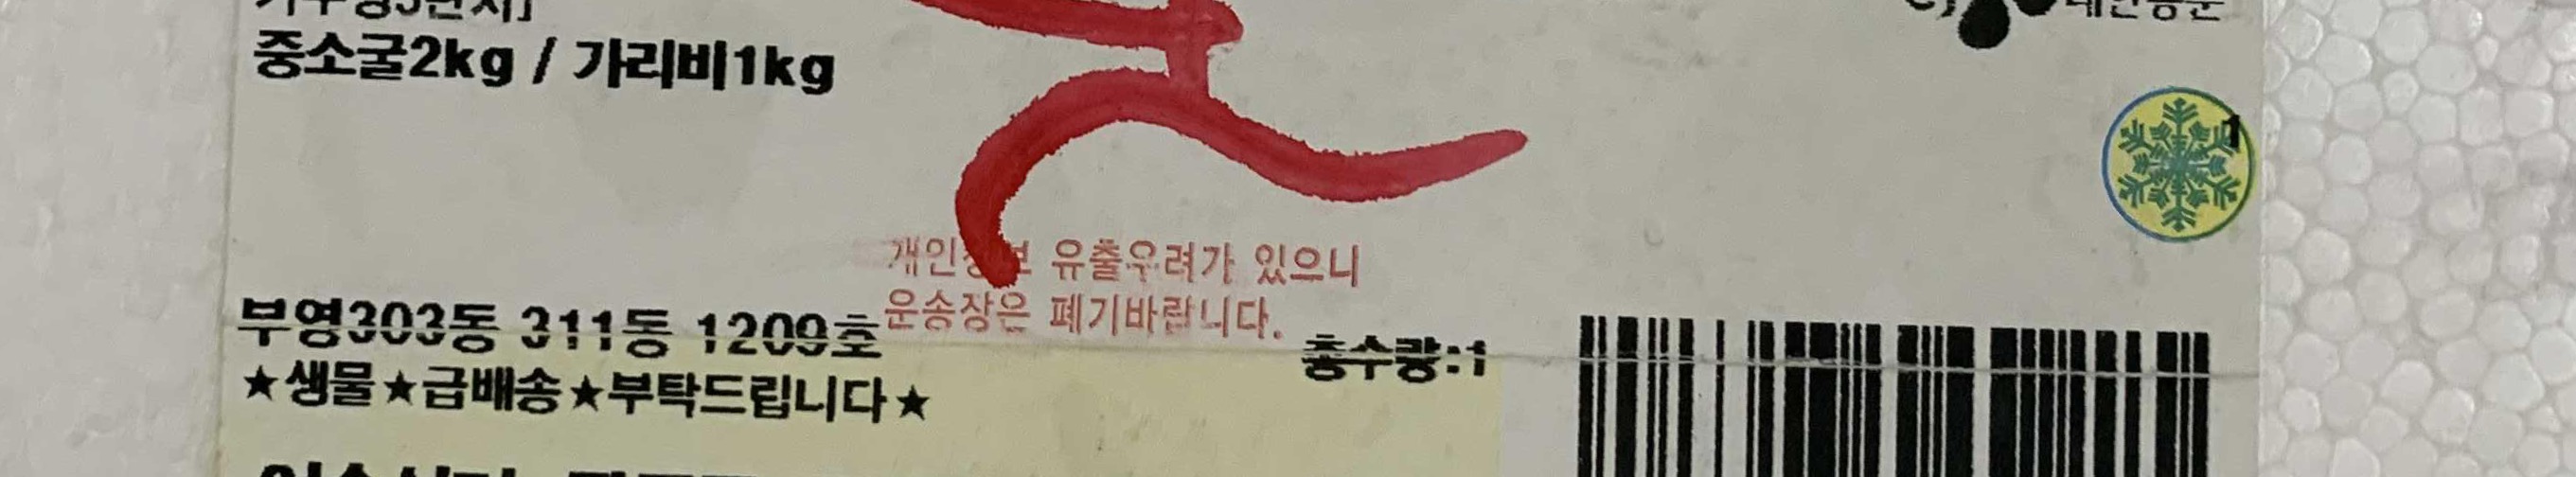 중소굴2kg / 가리비1kg
1
개인정보 유출우려가 있으니
운송장은 폐기바랍니다.
부영303동 311동 1209호
총수량:1
★생물★급배송★부탁드립니다★